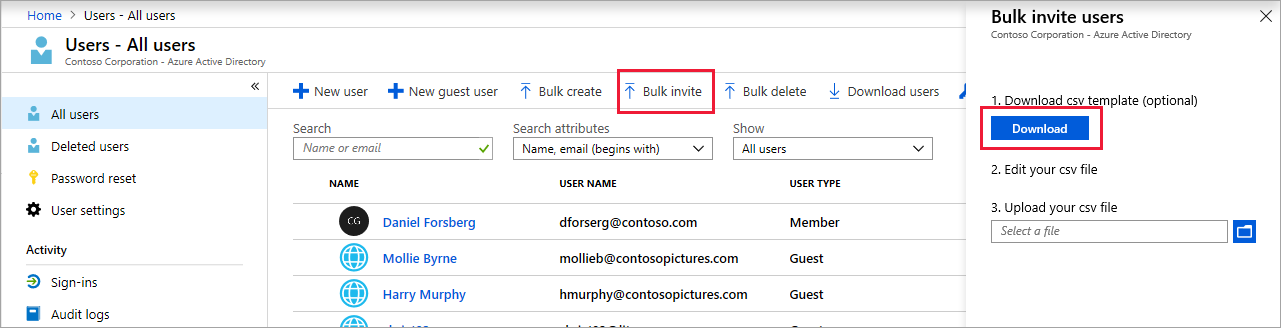 Home > Users - All users
Users - All users
Contoso Corporation - Azure Active Directory
«
All users
Deleted users
Password reset
User settings
Activity
Sign-ins
Audit logs
New user
New guest user
Bulk create
Bulk invite
Bulk delete
Download users
Search
Name or email
Search attributes
Name, email (begins with)
Show
All users
NAME USER NAME USER TYPE
CG Daniel Forsberg dforserg@contoso.com Member
Mollie Byrne mollieb@contosopictures.com Guest
Harry Murphy hmurphy@contosopictures.com Guest
Bulk invite users
Contoso Corporation - Azure Active Directory
1. Download csv template (optional)
Download
2. Edit your csv file
3. Upload your csv file
Select a file